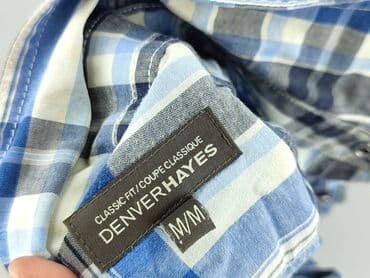 CLASSIC FIT/COUPE CLASSIQUE
DENVERHAYES
M/M